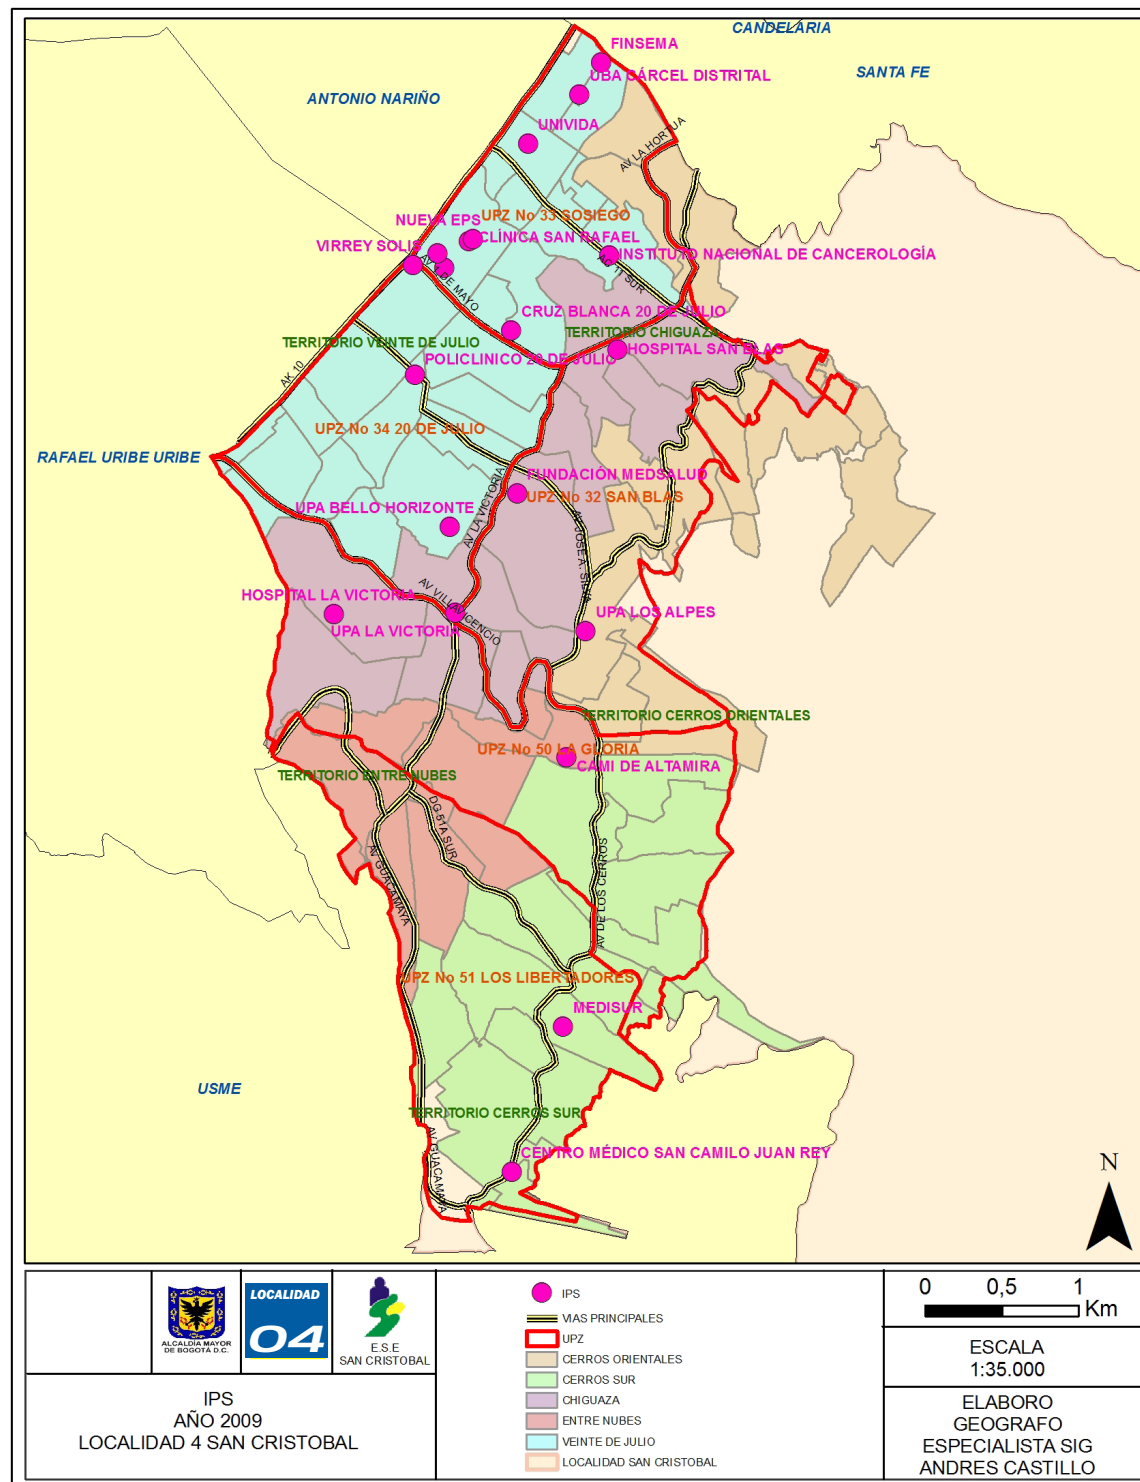 CANDELARIA
FINSEMA
SANTA FE
UBA CÁRCEL DISTRITAL
ANTONIO NARIÑO
UNIVIDA
AV LA HORTUA
UPZ No 33 SOSIEGO
NUEVA EPS
CLÍNICA SAN RAFAEL
VIRREY SOLIS
INSTITUTO NACIONAL DE CANCEROLOGÍA
AC 11 SUR
AV 1 DE MAYO
CRUZ BLANCA 20 DE JULIO
TERRITORIO CHIGUAZA
TERRITORIO VEINTE DE JULIO
HOSPITAL SAN BLAS
POLICLINICO 20 DE JULIO
AK 10
UPZ No 34 20 DE JULIO
RAFAEL URIBE URIBE
FUNDACIÓN MEDSALUD
UPZ No 32 SAN BLAS
UPA BELLO HORIZONTE
AV LA VICTORIA
AV JOSE A. SILVA
AV VILLAVICENCIO
HOSPITAL LA VICTORIA
UPA LOS ALPES
UPA LA VICTORIA
TERRITORIO CERROS ORIENTALES
UPZ No 50 LA GLORIA
CAMI DE ALTAMIRA
TERRITORIO ENTRE NUBES
DG 51A SUR
AV GUACAMAYA
AV DE LOS CERROS
UPZ No 51 LOS LIBERTADORES
MEDISUR
USME
TERRITORIO CERROS SUR
CENTRO MÉDICO SAN CAMILO JUAN REY
AV GUACAMAYA
N
ALCALDIA MAYOR
DE BOGOTÁ D.C.
LOCALIDAD
04
E.S.E
SAN CRISTOBAL
IPS
AÑO 2009
LOCALIDAD 4 SAN CRISTOBAL
IPS
VIAS PRINCIPALES
UPZ
CERROS ORIENTALES
CERROS SUR
CHIGUAZA
ENTRE NUBES
VEINTE DE JULIO
LOCALIDAD SAN CRISTOBAL
0 0,5 1
Km
ESCALA
1:35.000
ELABORO
GEOGRAFO
ESPECIALISTA SIG
ANDRES CASTILLO